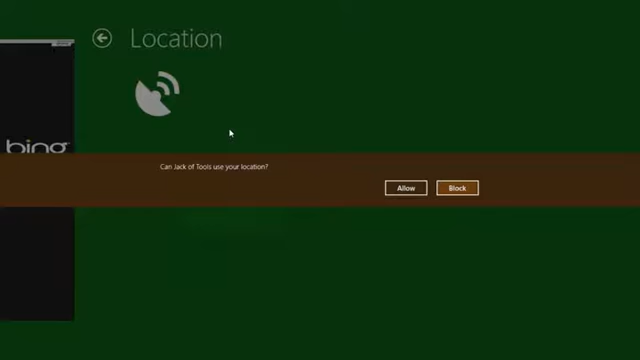 Location
bing
Can Jack of Tools use your location?
Allow
Block